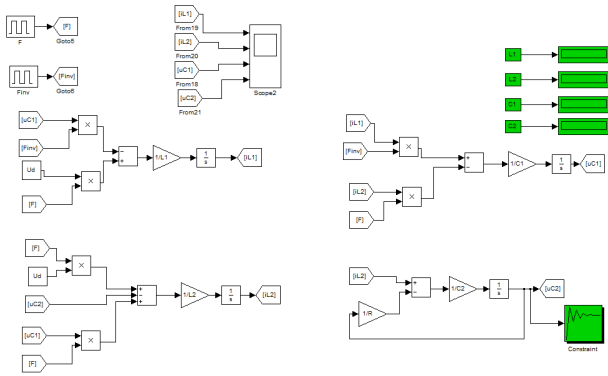 [F]
F
Goto5
[Finv]
Finv
Goto6
[iL1]
From19
[iL2]
From20
[uC1]
From18
[uC2]
From21
Scope2
L1
L2
C1
C2
[uC1]
[Finv]
×
Ud
[F]
×
−
+
1/L1
1
s
[iL1]
[iL1]
[Finv]
×
[iL2]
[F]
×
+
−
1/C1
1
s
[uC1]
[F]
Ud
×
[uC2]
[uC1]
[F]
×
+
−
+
1/L2
1
s
[iL2]
[iL2]
+
−
1/C2
1
s
[uC2]
1/R
Constraint